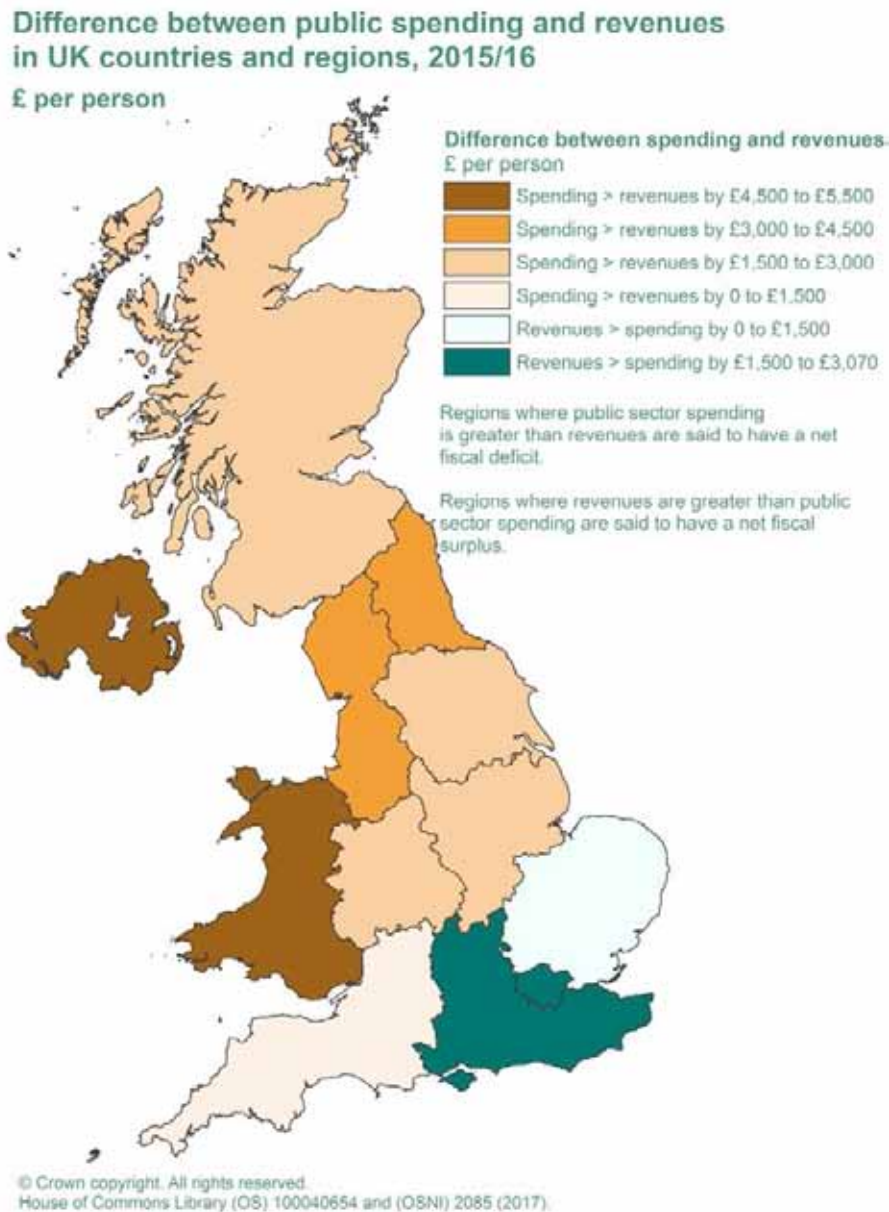 Difference between public spending and revenues
in UK countries and regions, 2015/16
£ per person
Difference between spending and revenues
£ per person
Spending > revenues by £4,500 to £5,500
Spending > revenues by £3,000 to £4,500
Spending > revenues by £1,500 to £3,000
Spending > revenues by 0 to £1,500
Revenues > spending by 0 to £1,500
Revenues > spending by £1,500 to £3,070
Regions where public sector spending
is greater than revenues are said to have a net
fiscal deficit.
Regions where revenues are greater than public
sector spending are said to have a net fiscal
surplus.
© Crown copyright. All rights reserved.
House of Commons Library (OS) 100040654 and (OSNI) 2085 (2017).